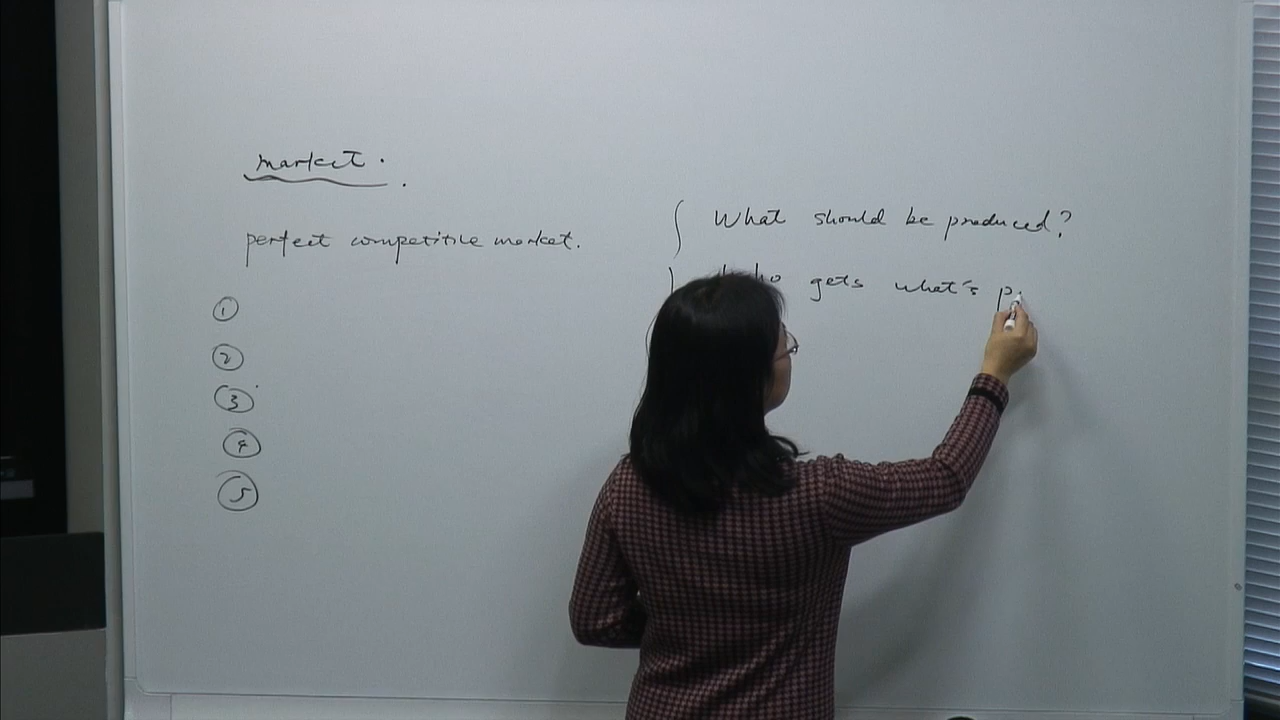 market.
perfect competitive market.
①
②
③
④
⑤
What should be produced?
who gets what's p